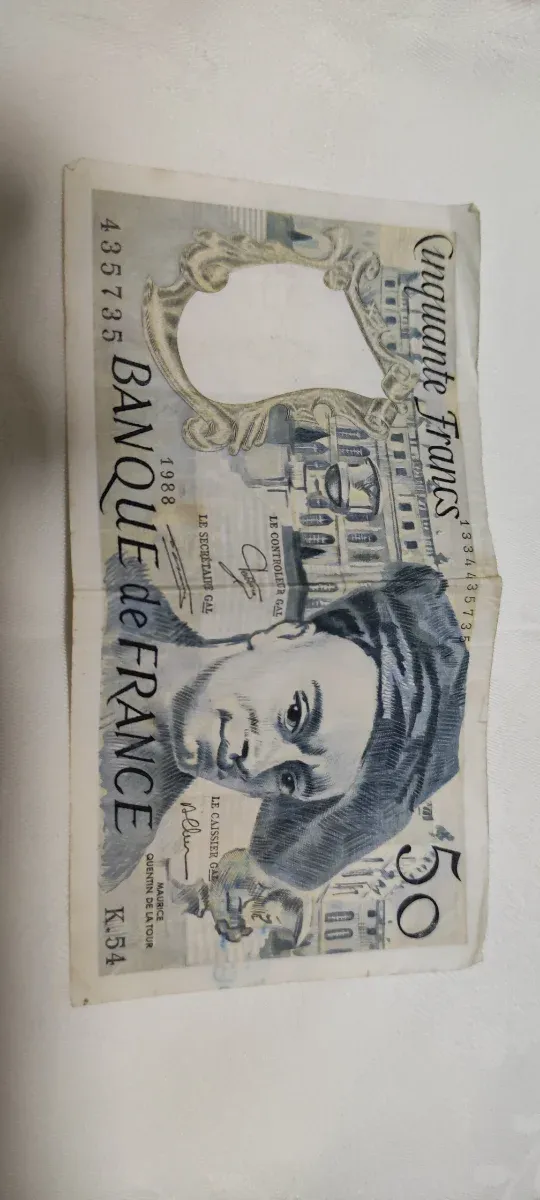 Cinquante Francs
1334435735
50
LE CONTROLEUR GAL
LE SECRÉTAIRE GAL
LE CAISSIER GAL
1988
435735
BANQUE de FRANCE
MAURICE
QUENTIN DE LA TOUR
K.54